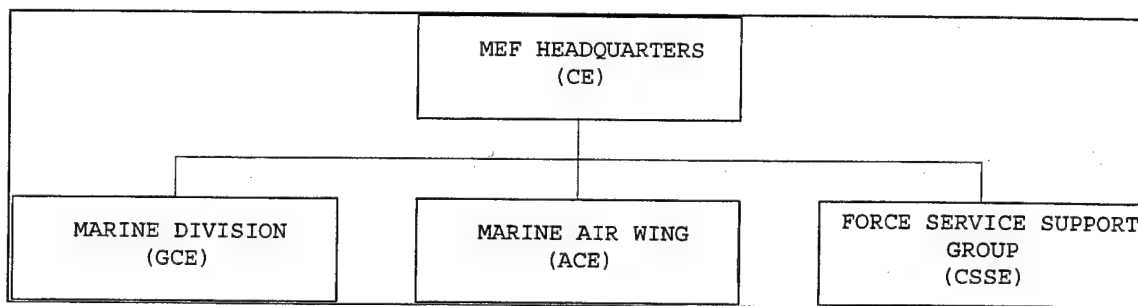 MEF HEADQUARTERS
(CE)
MARINE DIVISION
(GCE)
MARINE AIR WING
(ACE)
FORCE SERVICE SUPPORT
GROUP
(CSSE)